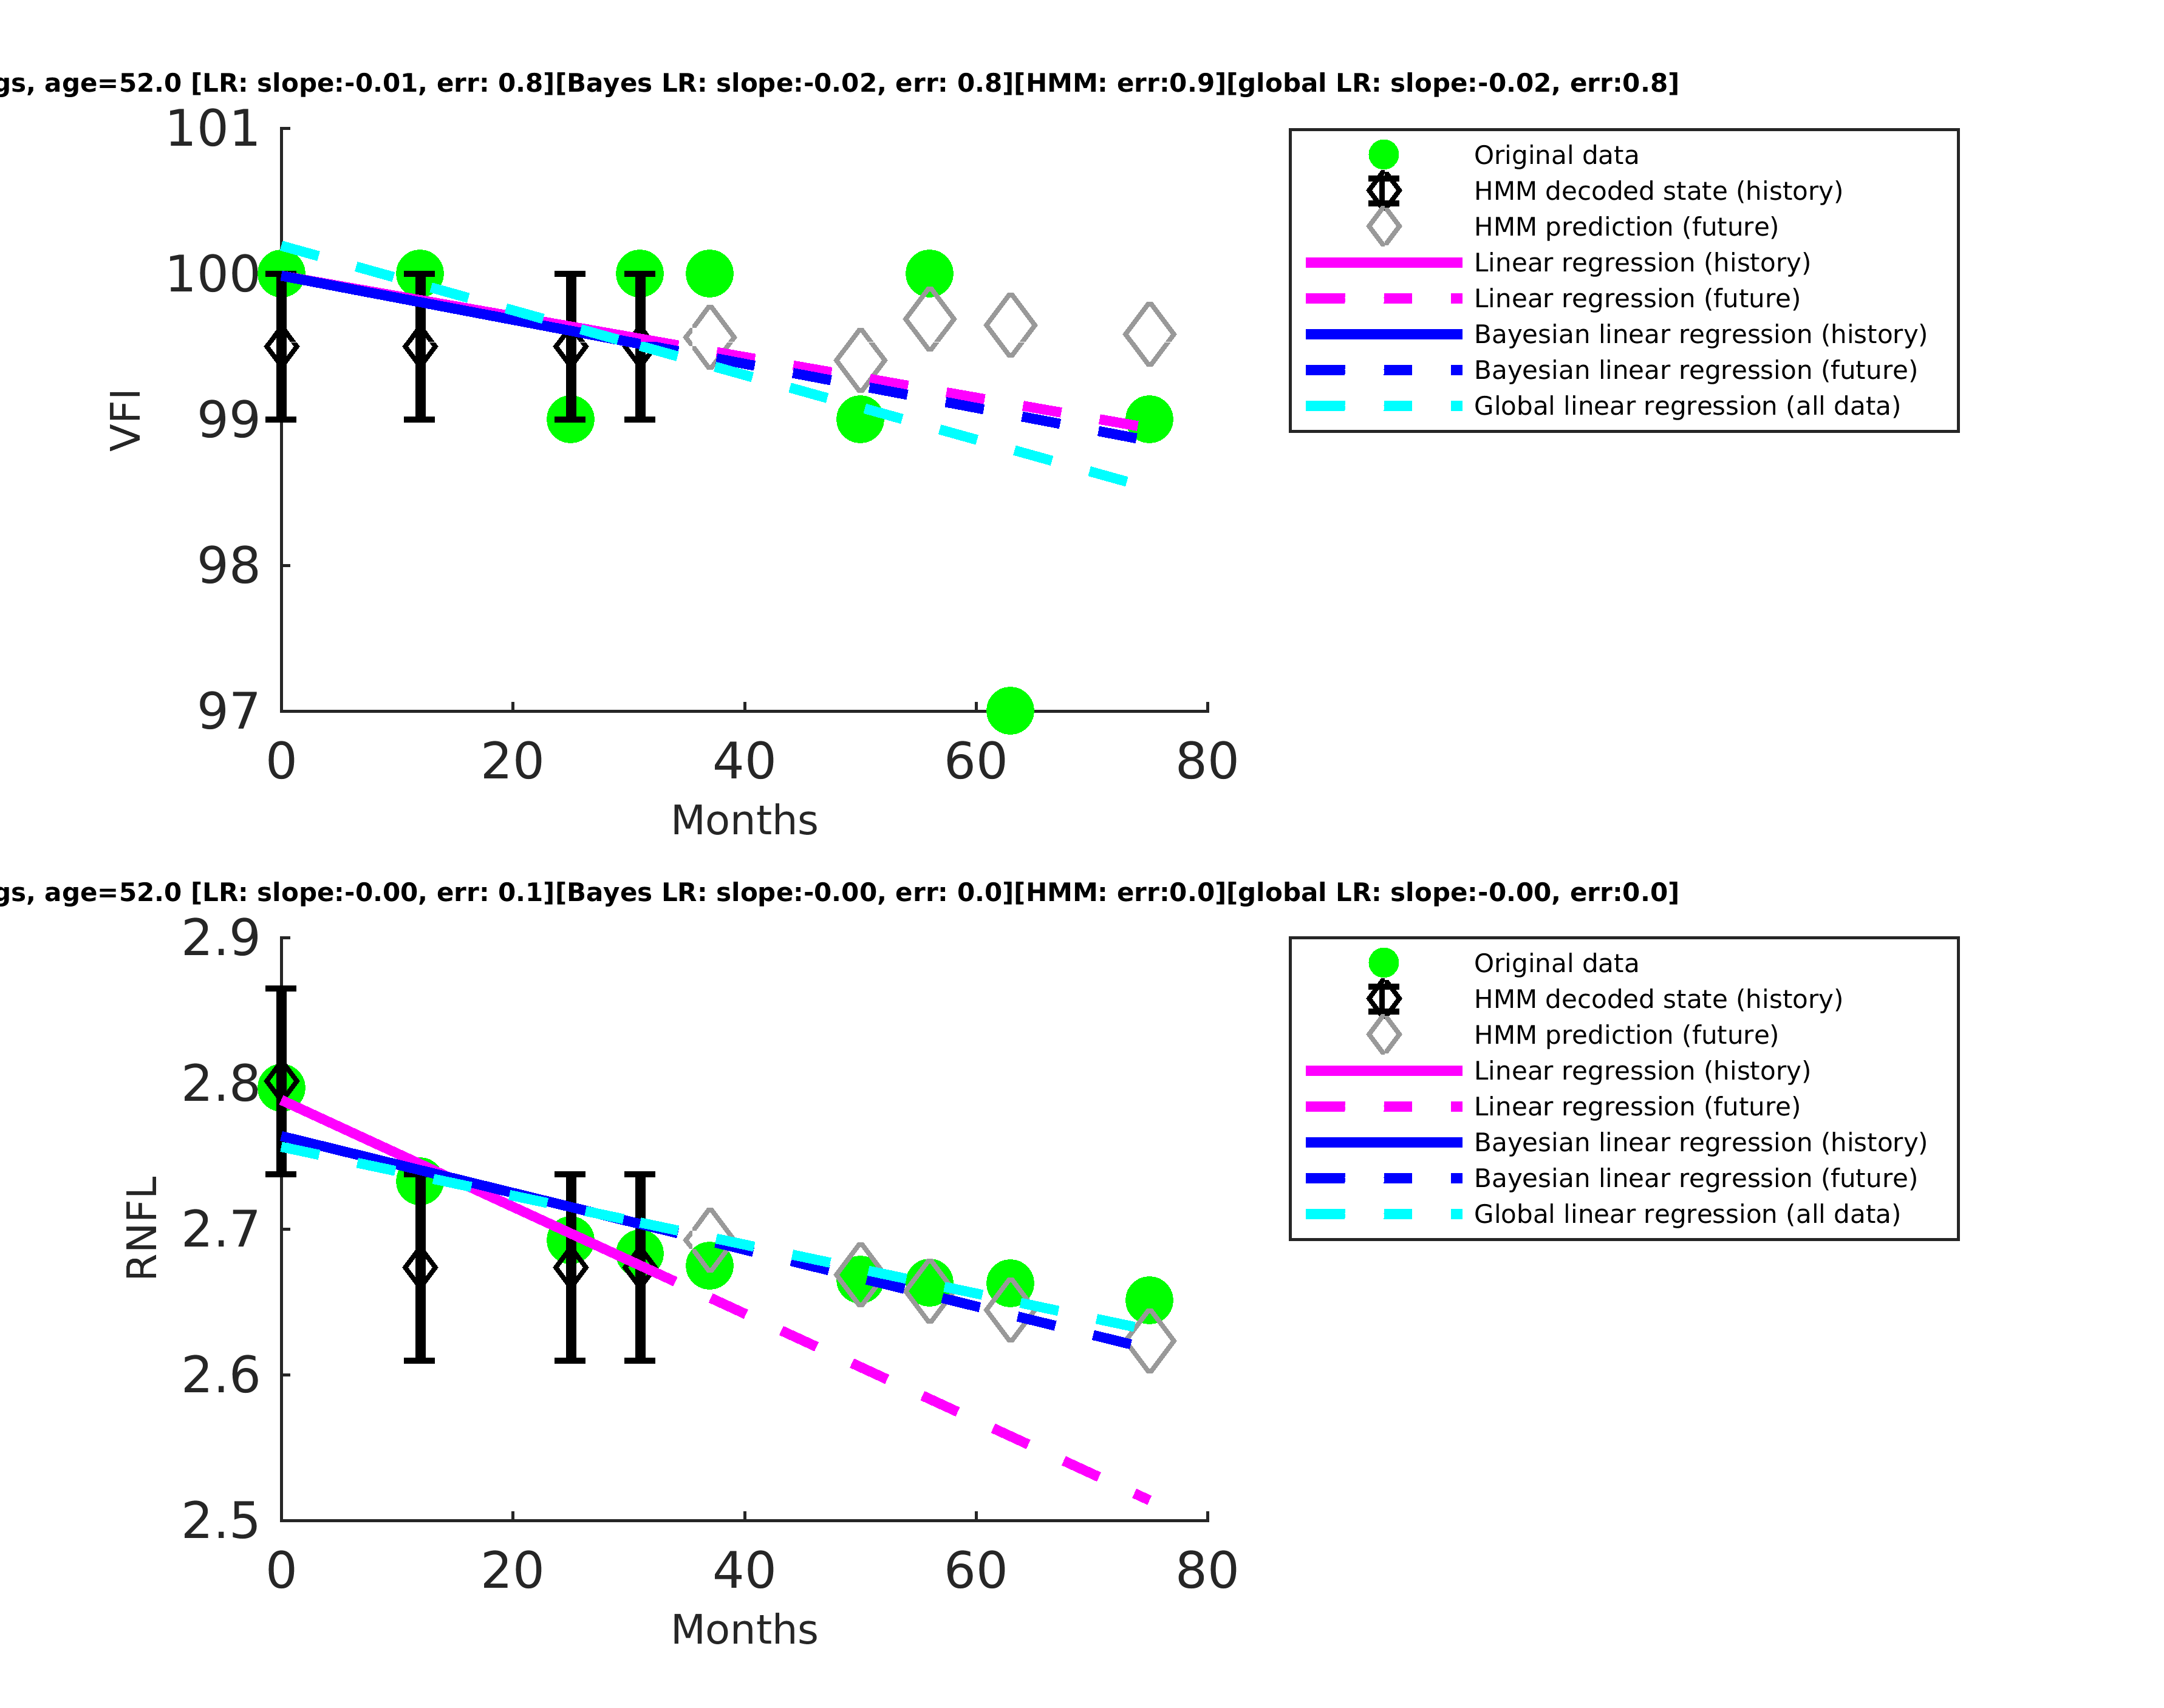 gs, age=52.0 [LR: slope:-0.01, err: 0.8][Bayes LR: slope:-0.02, err: 0.8][HMM: err:0.9][global LR: slope:-0.02, err:0.8]
101
100
99
98
97
VFI
0 20 40 60 80
Months
Original data
HMM decoded state (history)
HMM prediction (future)
Linear regression (history)
Linear regression (future)
Bayesian linear regression (history)
Bayesian linear regression (future)
Global linear regression (all data)
gs, age=52.0 [LR: slope:-0.00, err: 0.1][Bayes LR: slope:-0.00, err: 0.0][HMM: err:0.0][global LR: slope:-0.00, err:0.0]
2.9
2.8
2.7
2.6
2.5
RNFL
0 20 40 60 80
Months
Original data
HMM decoded state (history)
HMM prediction (future)
Linear regression (history)
Linear regression (future)
Bayesian linear regression (history)
Bayesian linear regression (future)
Global linear regression (all data)